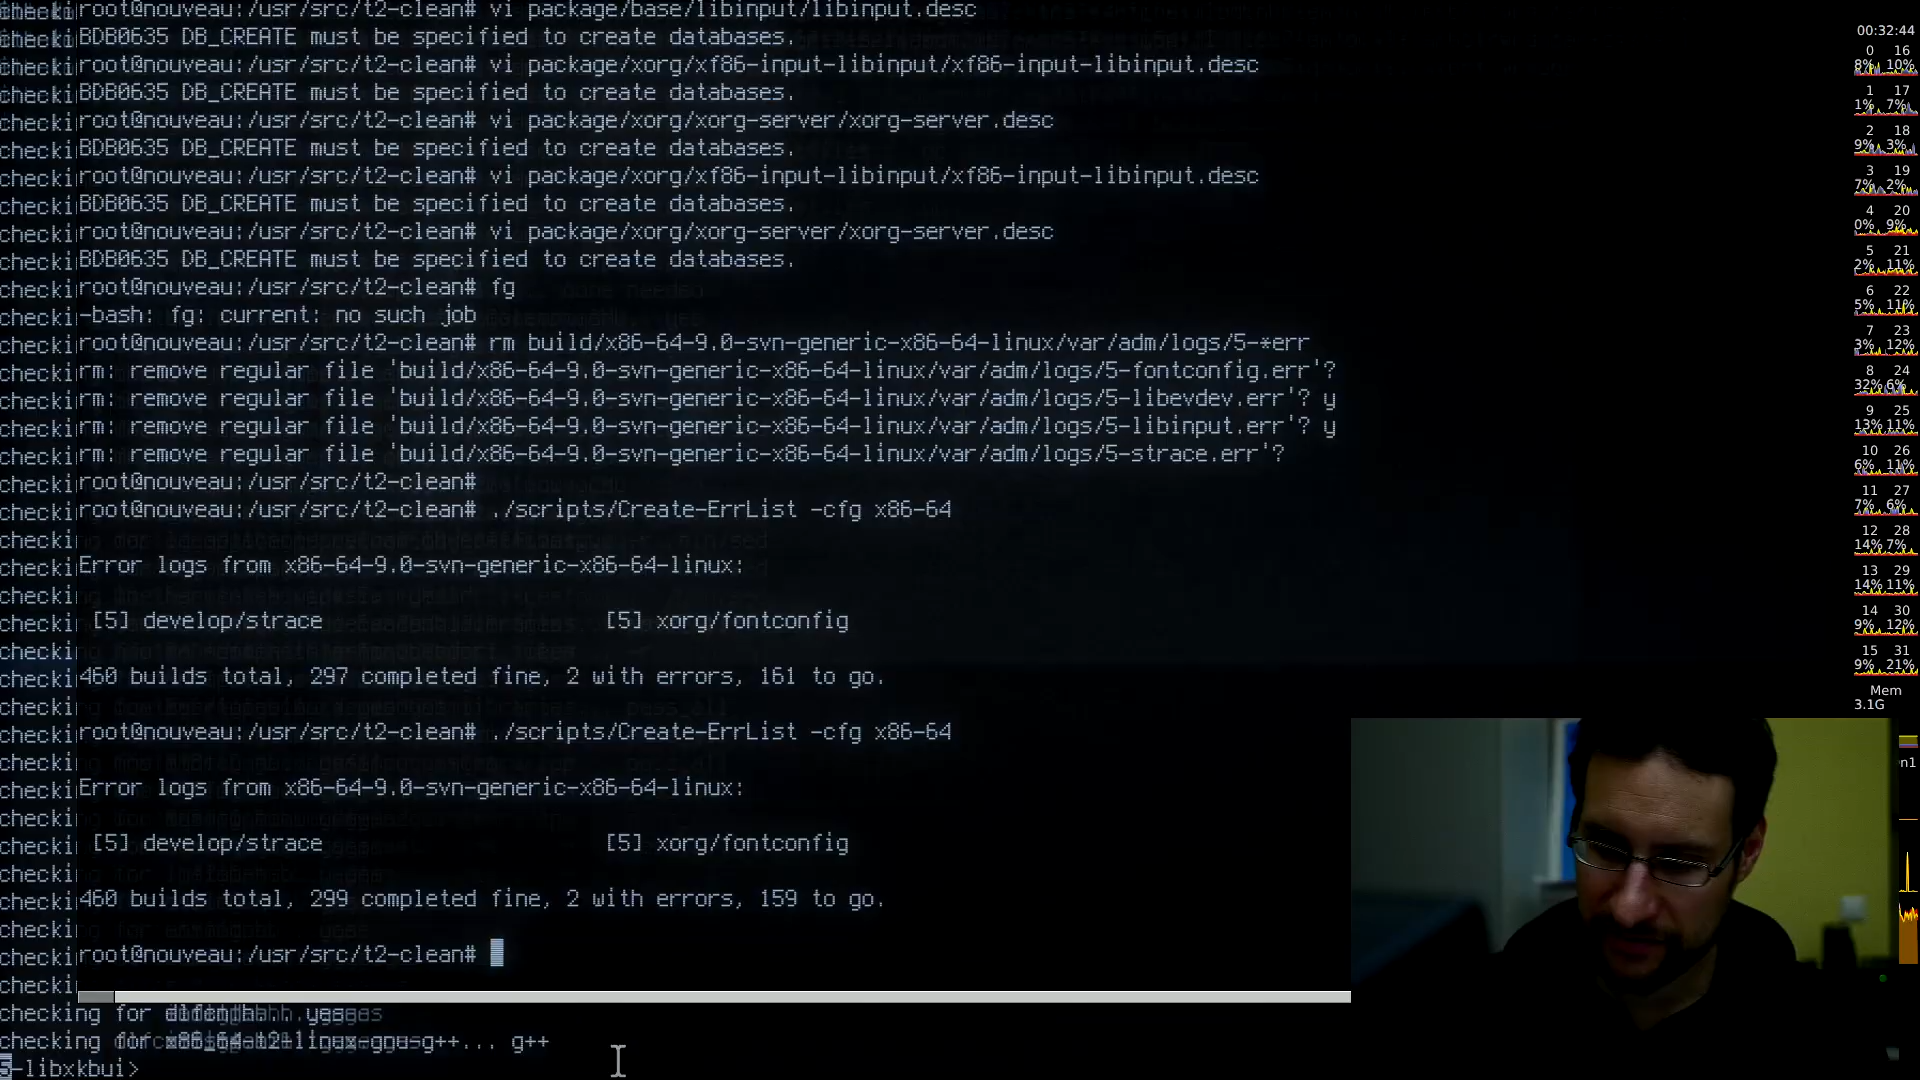 root@nouveau:/usr/src/t2-clean# vi package/base/libinput/libinput.desc
BDB0635 DB_CREATE must be specified to create databases.
root@nouveau:/usr/src/t2-clean# vi package/xorg/xf86-input-libinput/xf86-input-libinput.desc
BDB0635 DB_CREATE must be specified to create databases.
root@nouveau:/usr/src/t2-clean# vi package/xorg/xorg-server/xorg-server.desc
BDB0635 DB_CREATE must be specified to create databases.
root@nouveau:/usr/src/t2-clean# vi package/xorg/xf86-input-libinput/xf86-input-libinput.desc
BDB0635 DB_CREATE must be specified to create databases.
root@nouveau:/usr/src/t2-clean# vi package/xorg/xorg-server/xorg-server.desc
BDB0635 DB_CREATE must be specified to create databases.
root@nouveau:/usr/src/t2-clean# fg
-bash: fg: current: no such job
root@nouveau:/usr/src/t2-clean# rm build/x86-64-9.0-svn-generic-x86-64-linux/var/adm/logs/5-*err
rm: remove regular file 'build/x86-64-9.0-svn-generic-x86-64-linux/var/adm/logs/5-fontconfig.err'?
rm: remove regular file 'build/x86-64-9.0-svn-generic-x86-64-linux/var/adm/logs/5-libevdev.err'? y
rm: remove regular file 'build/x86-64-9.0-svn-generic-x86-64-linux/var/adm/logs/5-libinput.err'? y
rm: remove regular file 'build/x86-64-9.0-svn-generic-x86-64-linux/var/adm/logs/5-strace.err'?
root@nouveau:/usr/src/t2-clean#
root@nouveau:/usr/src/t2-clean# ./scripts/Create-ErrList -cfg x86-64
Error logs from x86-64-9.0-svn-generic-x86-64-linux:
[5] develop/strace [5] xorg/fontconfig
460 builds total, 297 completed fine, 2 with errors, 161 to go.
root@nouveau:/usr/src/t2-clean# ./scripts/Create-ErrList -cfg x86-64
Error logs from x86-64-9.0-svn-generic-x86-64-linux:
[5] develop/strace [5] xorg/fontconfig
460 builds total, 299 completed fine, 2 with errors, 159 to go.
root@nouveau:/usr/src/t2-clean#
checking for
checking for x86_64-t2-linux-gnu-g++... g++
5-libxkbui>
00:32:44
0 16
8% 10%
1 17
1% 7%
2 18
9% 3%
3 19
7% 2%
4 20
0% 9%
5 21
2% 11%
6 22
5% 11%
7 23
3% 12%
8 24
32% 6%
9 25
13% 11%
10 26
6% 11%
11 27
7% 6%
12 28
14% 7%
13 29
14% 11%
14 30
9% 12%
15 31
9% 21%
Mem
3.1G